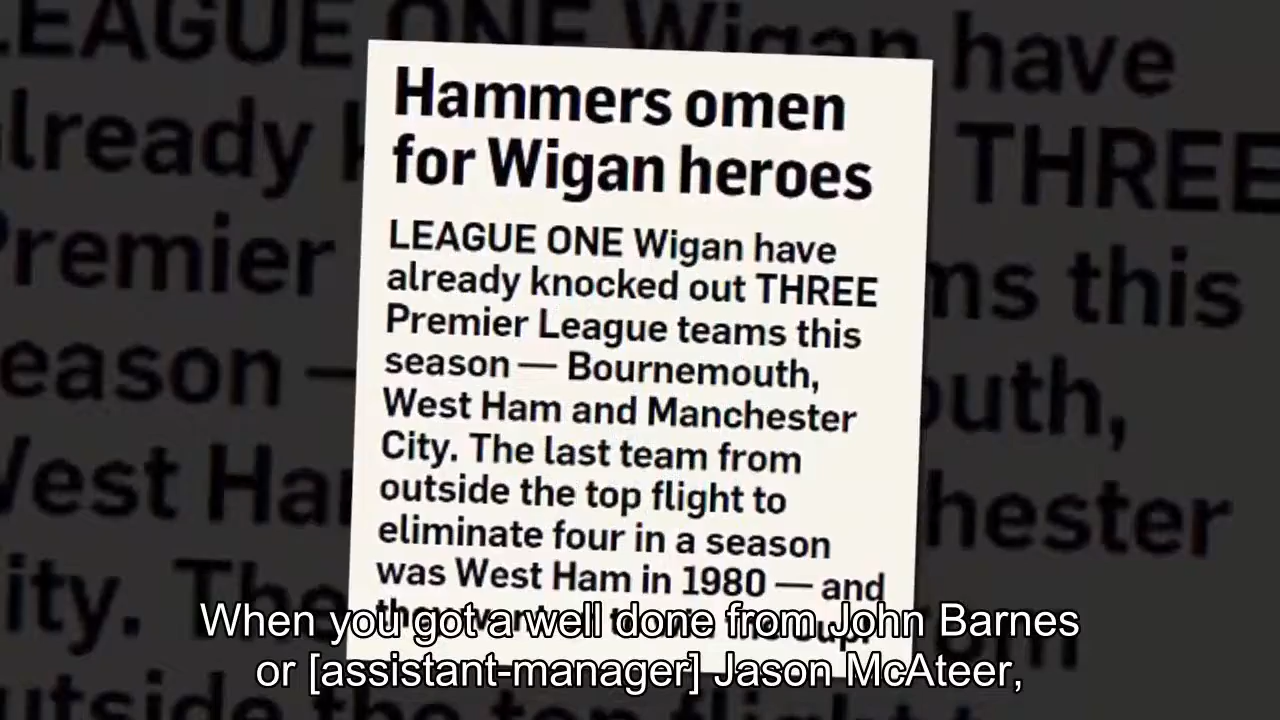 Hammers omen
for Wigan heroes
LEAGUE ONE Wigan have
already knocked out THREE
Premier League teams this
season — Bournemouth,
West Ham and Manchester
City. The last team from
outside the top flight to
eliminate four in a season
was West Ham in 1980 — and
they went
When you got a well done from John Barnes
or [assistant-manager] Jason McAteer,